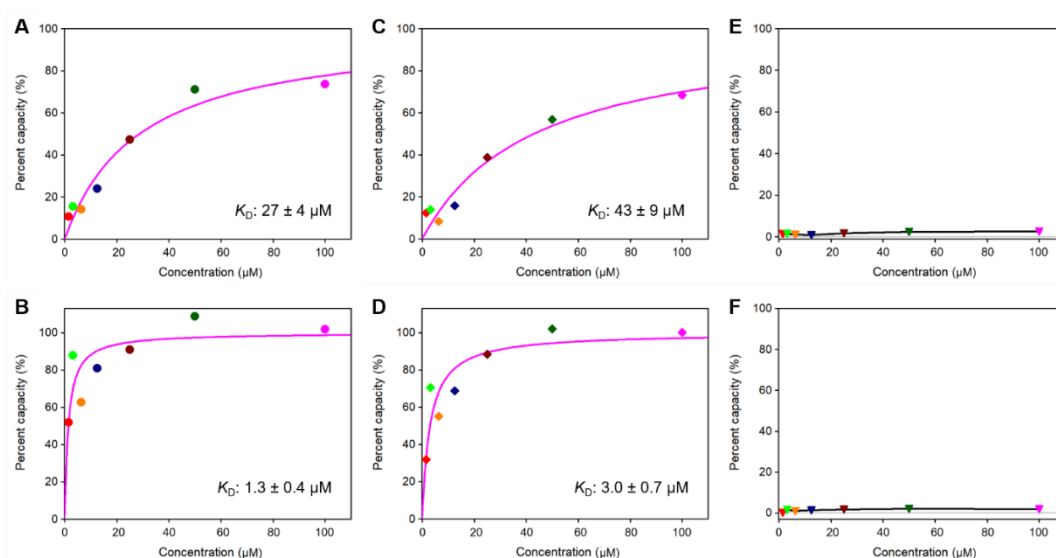 A
Percent capacity (%)
100
80
60
40
20
0
K_D: 27 ± 4 µM
0 20 40 60 80 100
Concentration (µM)
C
Percent capacity (%)
100
80
60
40
20
0
K_D: 43 ± 9 µM
0 20 40 60 80 100
Concentration (µM)
E
Percent capacity (%)
100
80
60
40
20
0
0 20 40 60 80 100
Concentration (µM)
B
Percent capacity (%)
100
80
60
40
20
0
K_D: 1.3 ± 0.4 µM
0 20 40 60 80 100
Concentration (µM)
D
Percent capacity (%)
100
80
60
40
20
0
K_D: 3.0 ± 0.7 µM
0 20 40 60 80 100
Concentration (µM)
F
Percent capacity (%)
100
80
60
40
20
0
0 20 40 60 80 100
Concentration (µM)